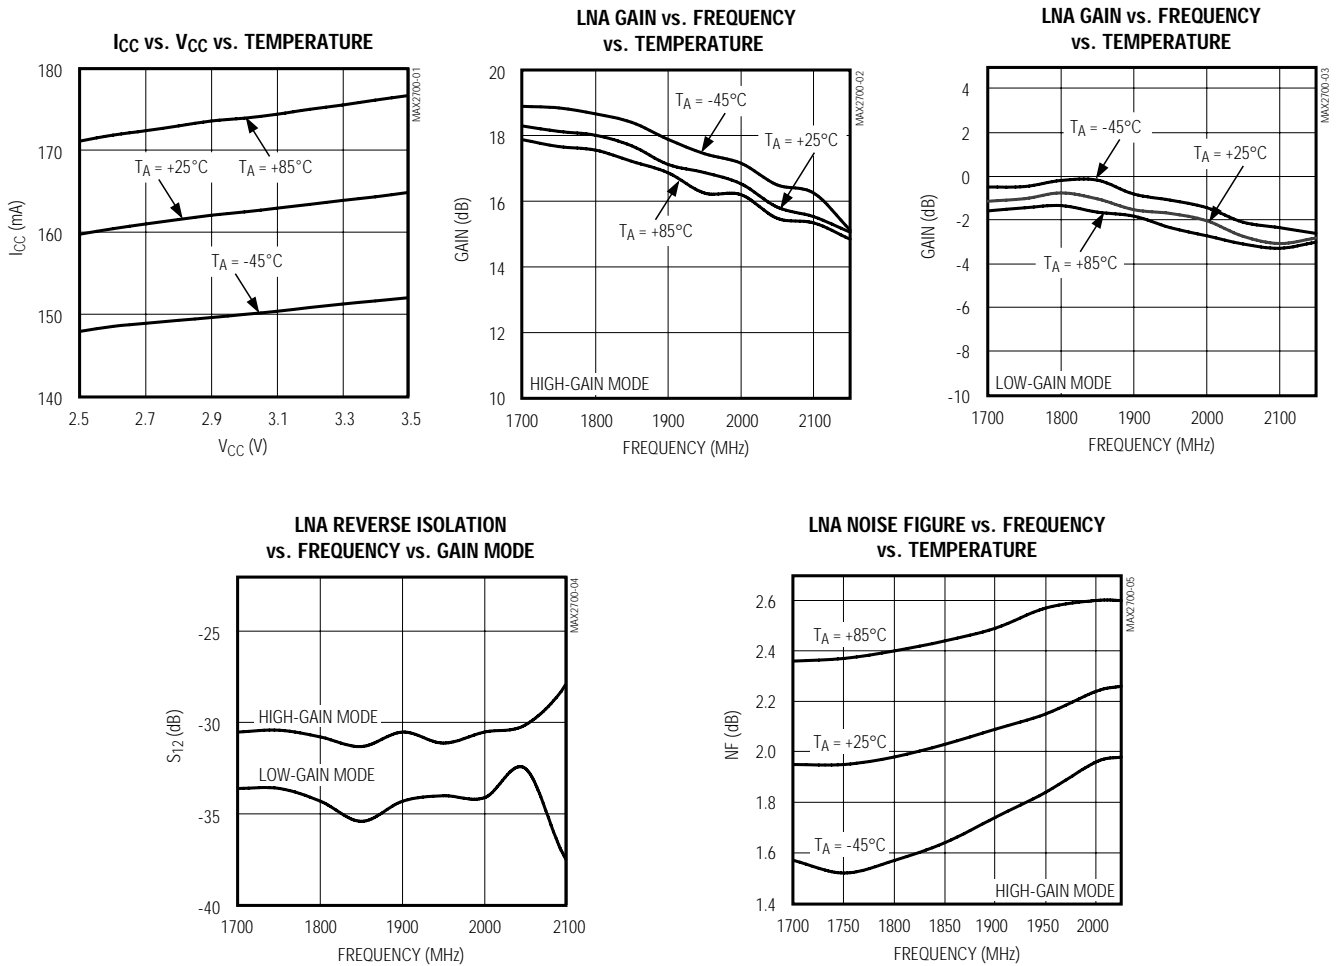 ICC vs. VCC vs. TEMPERATURE
MAX2700-01
180
170
160
150
140
ICC (mA)
TA = +25°C
TA = +85°C
TA = -45°C
2.5
2.7
2.9
3.1
3.3
3.5
VCC (V)
LNA GAIN vs. FREQUENCY
vs. TEMPERATURE
MAX2700-02
20
18
16
14
12
10
GAIN (dB)
TA = -45°C
TA = +25°C
TA = +85°C
HIGH-GAIN MODE
1700
1800
1900
2000
2100
FREQUENCY (MHz)
LNA GAIN vs. FREQUENCY
vs. TEMPERATURE
MAX2700-03
4
2
0
-2
-4
-6
-8
-10
GAIN (dB)
TA = -45°C
TA = +25°C
TA = +85°C
LOW-GAIN MODE
1700
1800
1900
2000
2100
FREQUENCY (MHz)
LNA REVERSE ISOLATION
vs. FREQUENCY vs. GAIN MODE
MAX2700-04
-25
-30
-35
-40
S12 (dB)
HIGH-GAIN MODE
LOW-GAIN MODE
1700
1800
1900
2000
2100
FREQUENCY (MHz)
LNA NOISE FIGURE vs. FREQUENCY
vs. TEMPERATURE
MAX2700-05
2.6
2.4
2.2
2.0
1.8
1.6
1.4
NF (dB)
TA = +85°C
TA = +25°C
TA = -45°C
HIGH-GAIN MODE
1700
1750
1800
1850
1900
1950
2000
FREQUENCY (MHz)